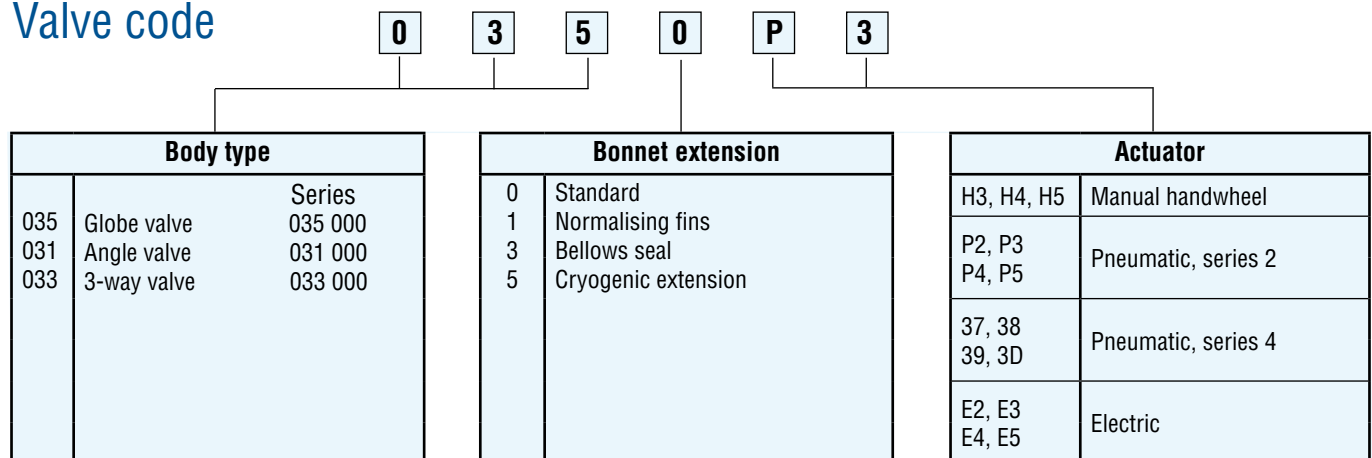 Valve code
0 3 5 0 P 3
Body type
Series
035 Globe valve 035 000
031 Angle valve 031 000
033 3-way valve 033 000
Bonnet extension
0 Standard
1 Normalising fins
3 Bellows seal
5 Cryogenic extension
Actuator
H3, H4, H5 Manual handwheel
P2, P3
P4, P5
Pneumatic, series 2
37, 38
39, 3D
Pneumatic, series 4
E2, E3
E4, E5
Electric